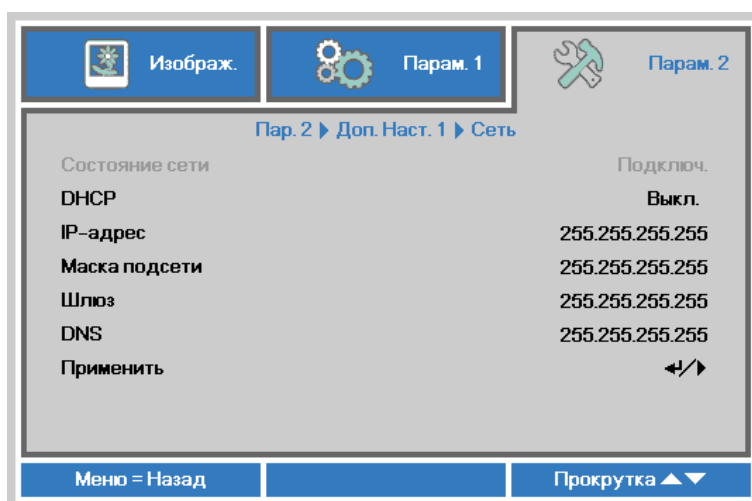 Изображ. Парам. 1 Парам. 2
Пар. 2 ▶ Доп. Наст. 1 ▶ Сеть
Состояние сети Подключ.
DHCP Выкл.
IP-адрес 255.255.255.255
Маска подсети 255.255.255.255
Шлюз 255.255.255.255
DNS 255.255.255.255
Применить ↵/▶
Меню = Назад Прокрутка ▲▼